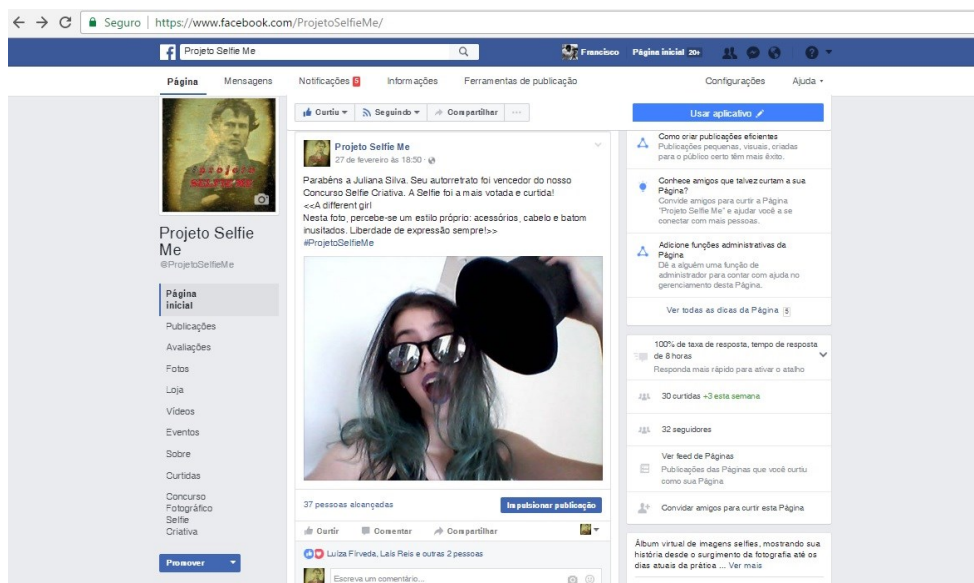 Seguro | https://www.facebook.com/ProjetoSelfieMe/
Projeto Selfie Me
Francisco Página inicial 20+
Página Mensagens Notificações 5 Informações Ferramentas de publicação Configurações Ajuda
Curtiu Seguindo Compartilhar ...
Usar aplicativo
projeto
SELFIE ME
Projeto Selfie
Me
@ProjetoSelfieMe
Página
inicial
Publicações
Avaliações
Fotos
Loja
Vídeos
Eventos
Sobre
Curtidas
Concurso
Fotográfico
Selfie
Criativa
Promover
Projeto Selfie Me
27 de fevereiro às 18:50 ·
Parabéns a Juliana Silva. Seu autorretrato foi vencedor do nosso
Concurso Selfie Criativa. A Selfie foi a mais votada e curtida!
<<A different girl
Nesta foto, percebe-se um estilo próprio: acessórios, cabelo e batom
inusitados. Liberdade de expressão sempre!>>
#ProjetoSelfieMe
37 pessoas alcançadas
Impulsionar publicação
Curtir Comentar Compartilhar
Luíza Firveda, Laís Reis e outras 2 pessoas
Escreva um comentário...
Como criar publicações eficientes
Publicações pequenas, visuais, criadas
para o público certo têm mais êxito.
Conhece amigos que talvez curtam a sua
Página?
Convide amigos para curtir a Página
"Projeto Selfie Me" e ajudar você a se
conectar com mais pessoas.
Adicione funções administrativas da
Página
Dê a alguém uma função de
administrador para contar com ajuda no
gerenciamento desta Página.
Ver todas as dicas da Página 5
100% de taxa de resposta, tempo de resposta
de 8 horas
Responda mais rápido para ativar o atalho
30 curtidas +3 esta semana
32 seguidores
Ver feed de Páginas
Publicações das Páginas que você curtiu
como sua Página
Convidar amigos para curtir esta Página
Álbum virtual de imagens selfies, mostrando sua
história desde o surgimento da fotografia até os
dias atuais da prática ... Ver mais